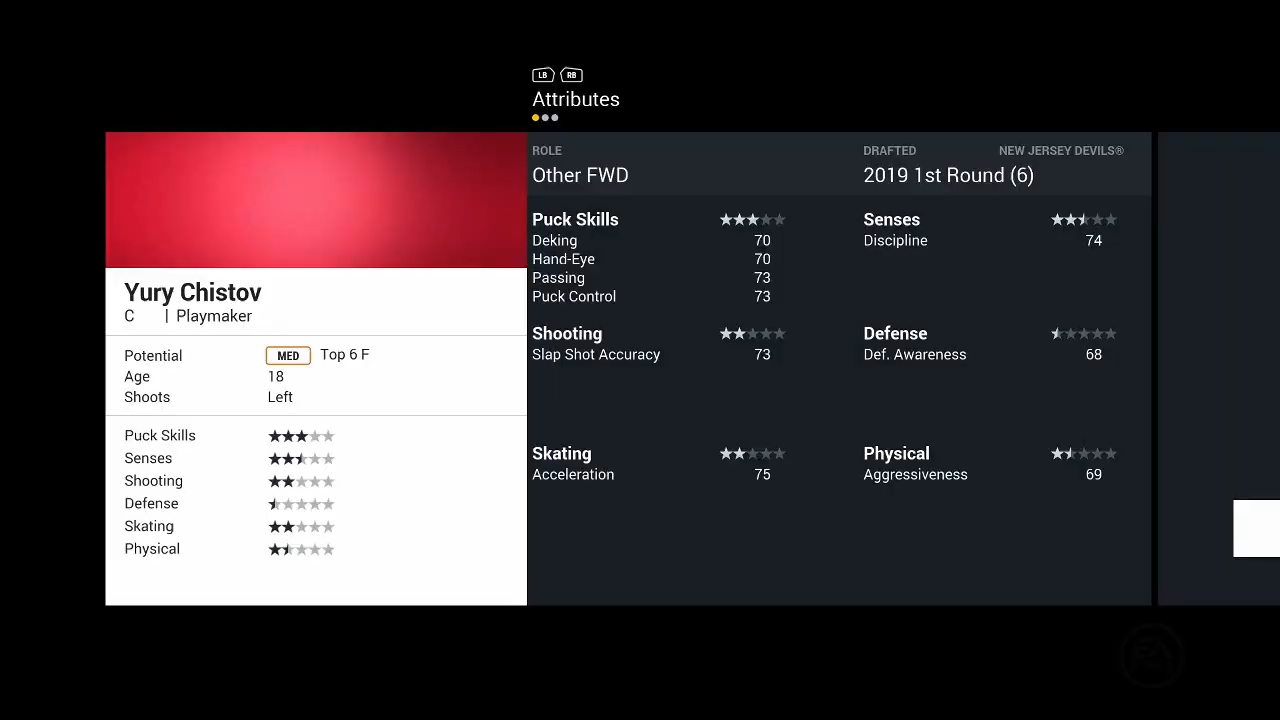 LB RB
Attributes
ROLE
Other FWD
DRAFTED NEW JERSEY DEVILS®
2019 1st Round (6)
Yury Chistov
C | Playmaker
Potential MED Top 6 F
Age 18
Shoots Left
Puck Skills
Senses
Shooting
Defense
Skating
Physical
Puck Skills
Deking 70
Hand-Eye 70
Passing 73
Puck Control 73
Senses
Discipline 74
Shooting
Slap Shot Accuracy 73
Defense
Def. Awareness 68
Skating
Acceleration 75
Physical
Aggressiveness 69
EA